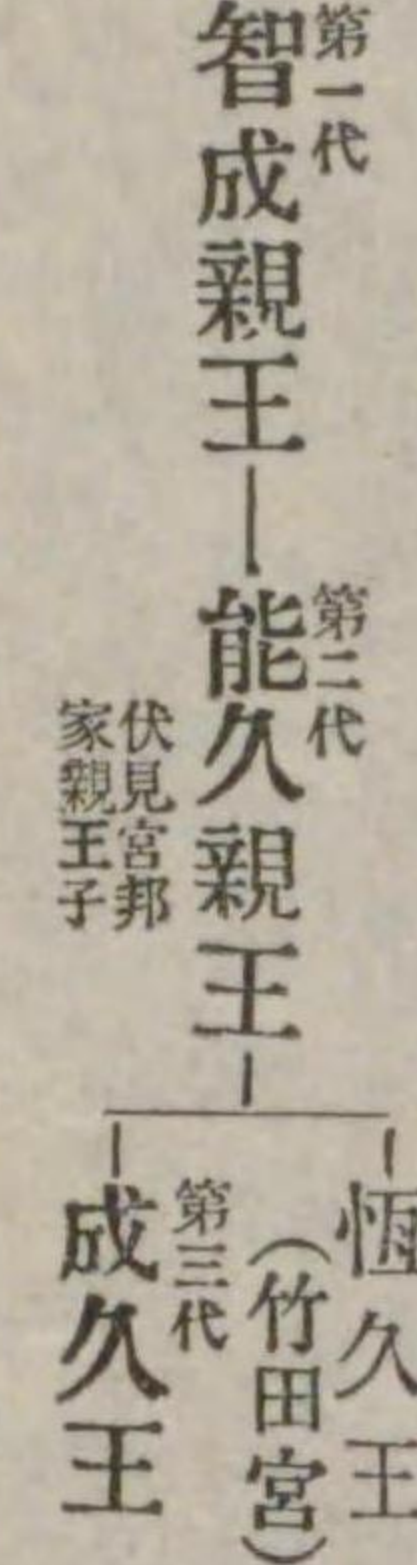 第一代
智成親王
第二代
能久親王
伏見宮邦
家親王子
恆久王
（竹田宮）
第三代
成久王